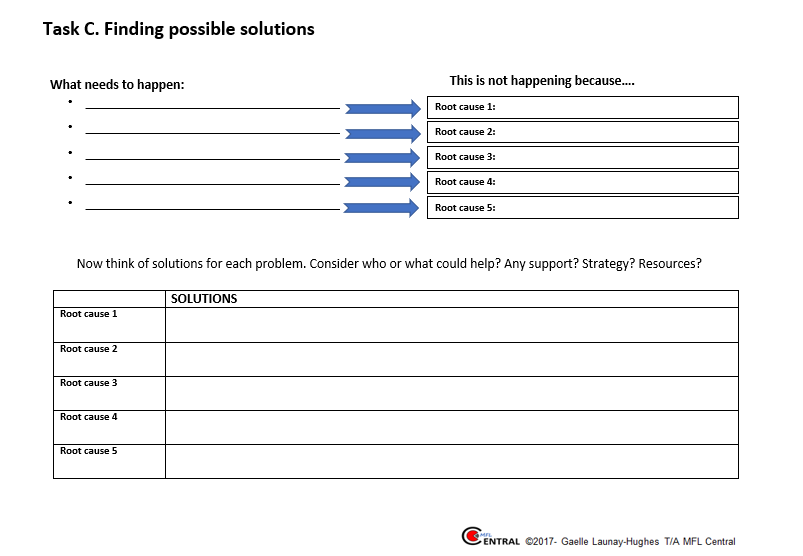 Task C. Finding possible solutions
What needs to happen:
This is not happening because....
•
Root cause 1:
•
Root cause 2:
•
Root cause 3:
•
Root cause 4:
•
Root cause 5:
Now think of solutions for each problem. Consider who or what could help? Any support? Strategy? Resources?
SOLUTIONS
Root cause 1
Root cause 2
Root cause 3
Root cause 4
Root cause 5
MFL
CENTRAL ©2017- Gaelle Launay-Hughes T/A MFL Central